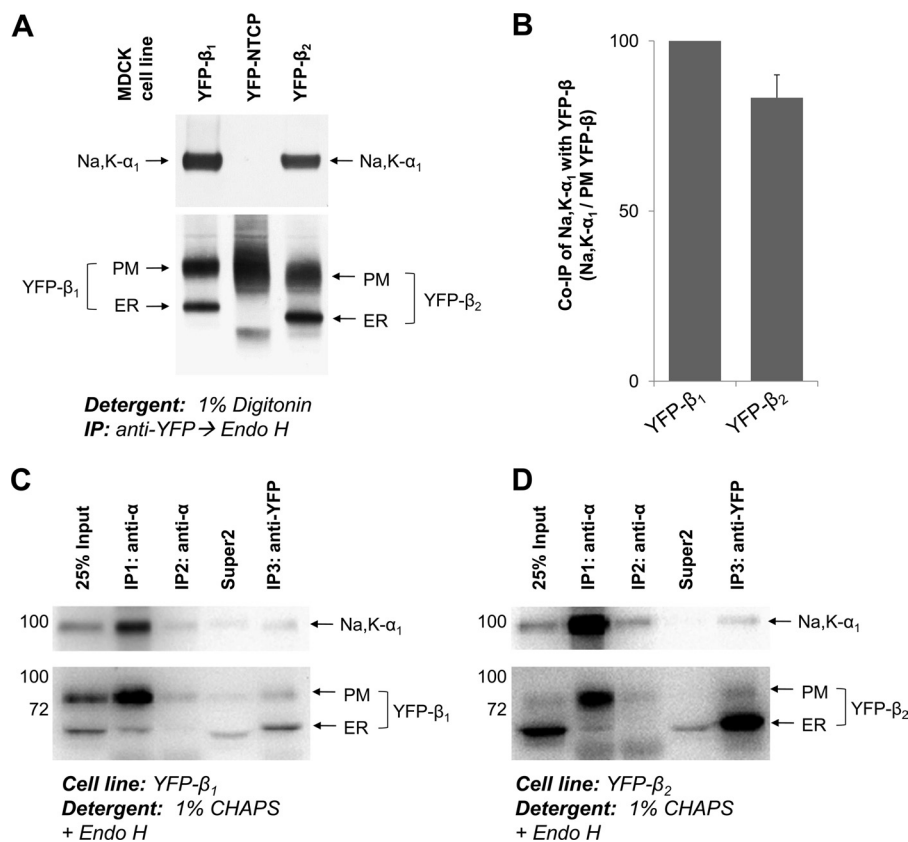 A
MDCK
cell line
YFP-β₁
YFP-NTCP
YFP-β₂
Na,K-α₁
Na,K-α₁
YFP-β₁
PM
ER
PM
ER
YFP-β₂
Detergent: 1% Digitonin
IP: anti-YFP→ Endo H
B
Co-IP of Na,K-α₁ with YFP-β
(Na,K-α₁ / PM YFP-β)
100
50
0
YFP-β₁
YFP-β₂
C
25% Input
IP1: anti-α
IP2: anti-α
Super2
IP3: anti-YFP
100
Na,K-α₁
100
72
PM
ER
YFP-β₁
Cell line: YFP-β₁
Detergent: 1% CHAPS
+ Endo H
D
25% Input
IP1: anti-α
IP2: anti-α
Super2
IP3: anti-YFP
100
Na,K-α₁
100
72
PM
ER
YFP-β₂
Cell line: YFP-β₂
Detergent: 1% CHAPS
+ Endo H